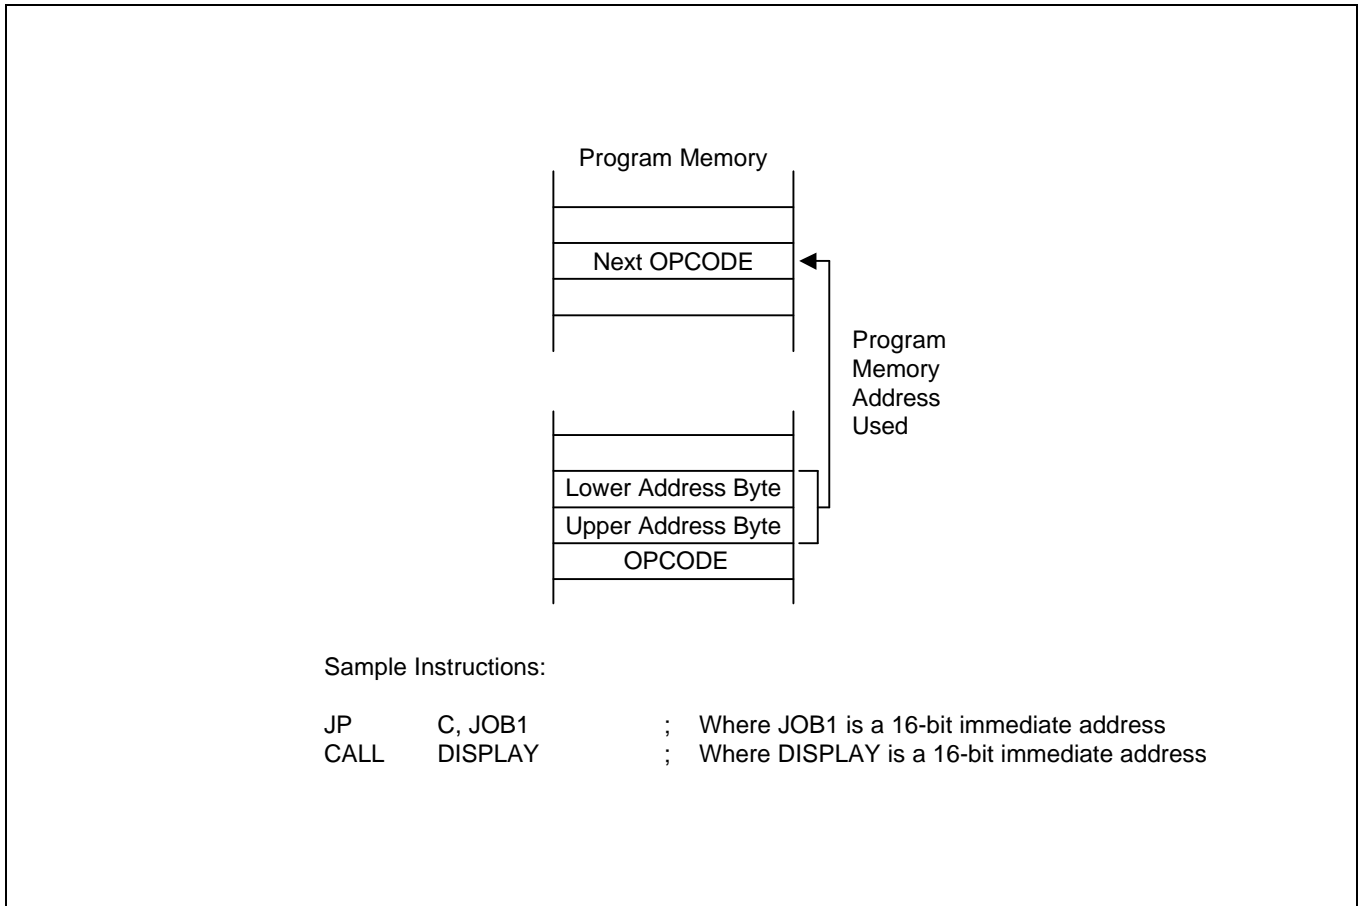 Program Memory
Next OPCODE
Program
Memory
Address
Used
Lower Address Byte
Upper Address Byte
OPCODE
Sample Instructions:
JP C, JOB1 ; Where JOB1 is a 16-bit immediate address
CALL DISPLAY ; Where DISPLAY is a 16-bit immediate address